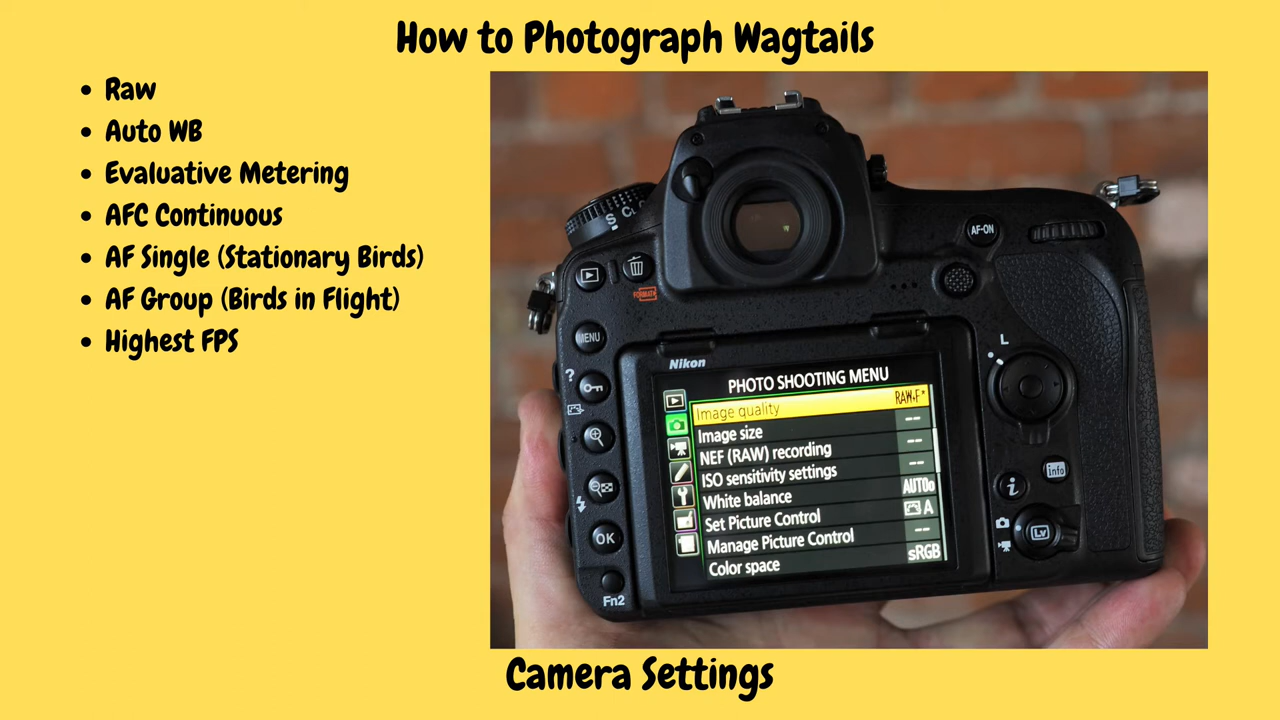 How to Photograph Wagtails
Raw
Auto WB
Evaluative Metering
AFC Continuous
AF Single (Stationary Birds)
AF Group (Birds in Flight)
Highest FPS
S
AF-ON
FORMAT
MENU
Nikon
L
?
PHOTO SHOOTING MENU
Image quality RAW+F*
Image size --
NEF (RAW) recording --
ISO sensitivity settings --
White balance AUTO0
Set Picture Control A
Manage Picture Control --
Color space sRGB
info
i
Lv
OK
Fn2
Camera Settings